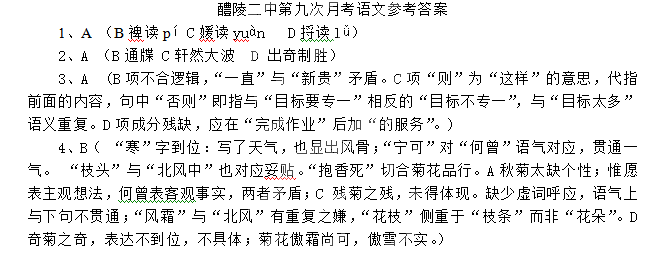 醴陵二中第九次月考语文参考答案
1、A （B裨读pí C媛读yuàn D捋读lǚ）
2、A （B通牒 C轩然大波 D 出奇制胜）
3、A （B项不合逻辑，“一直”与“新贵”矛盾。C项“则”为“这样”的意思，代指
前面的内容，句中“否则”即指与“目标要专一”相反的“目标不专一”，与“目标太多”
语义重复。D项成分残缺，应在“完成作业”后加“的服务”。）
4、B（ “寒”字到位：写了天气，也显出风骨；“宁可”对“何曾”语气对应，贯通一
气。 “枝头”与“北风中”也对应妥贴。“抱香死”切合菊花品行。A秋菊太缺个性；惟愿
表主观想法，何曾表客观事实，两者矛盾；C 残菊之残，未得体现。缺少虚词呼应，语气上
与下句不贯通；“风霜”与“北风”有重复之嫌，“花枝”侧重于“枝条”而非“花朵”。D
奇菊之奇，表达不到位，不具体；菊花傲霜尚可，傲雪不实。）